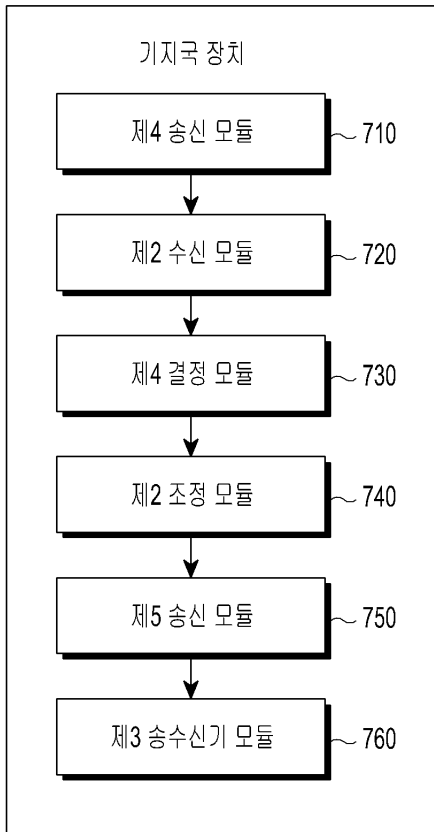 기지국 장치
제4 송신 모듈
710
제2 수신 모듈
720
제4 결정 모듈
730
제2 조정 모듈
740
제5 송신 모듈
750
제3 송수신기 모듈
760